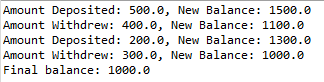 Amount Deposited: 500.0, New Balance: 1500.0
Amount Withdrew: 400.0, New Balance: 1100.0
Amount Deposited: 200.0, New Balance: 1300.0
Amount Withdrew: 300.0, New Balance: 1000.0
Final balance: 1000.0